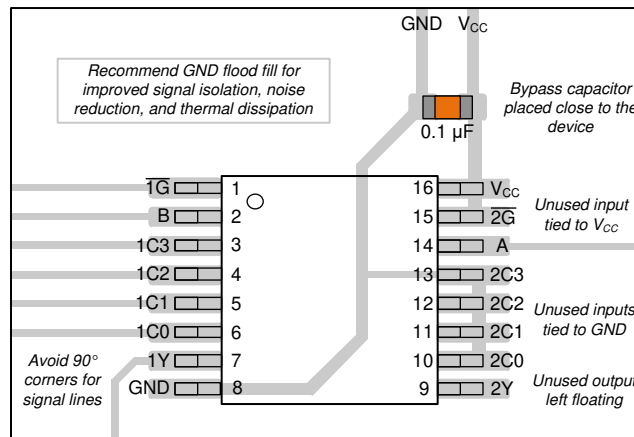 GND VCC
Recommend GND flood fill for
improved signal isolation, noise
reduction, and thermal dissipation
Bypass capacitor
placed close to the
device
0.1 µF
1G 1 16 VCC
B 2 15 2G
Unused input
tied to VCC
1C3 3 14 A
1C2 4 13 2C3
1C1 5 12 2C2
1C0 6 11 2C1
Unused inputs
tied to GND
1Y 7 10 2C0
GND 8 9 2Y
Avoid 90°
corners for
signal lines
Unused output
left floating